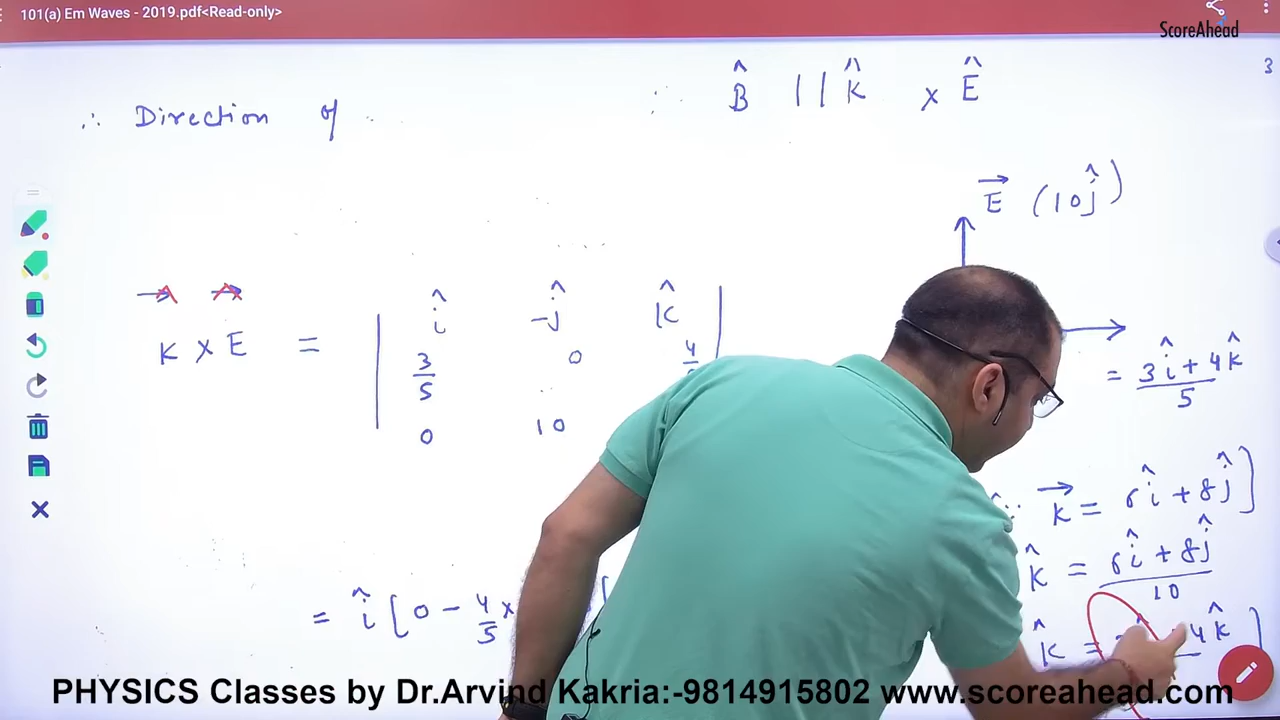 101(a) Em Waves - 2019.pdf<Read-only>
ScoreAhead
3
∴ Direction of
∴ B̂ || k̂ × Ê
E⃗ (10ĵ)
K × E = | î -ĵ k̂ |
3/5 0 4/
0 10
= (3î + 4k̂)/5
∵ k⃗ = 6î + 8ĵ ]
k̂ = (6î + 8ĵ)/10
= î [ 0 - 4/5 ×
k̂ = 4k̂ ]
PHYSICS Classes by Dr.Arvind Kakria:-9814915802 www.scoreahead.com